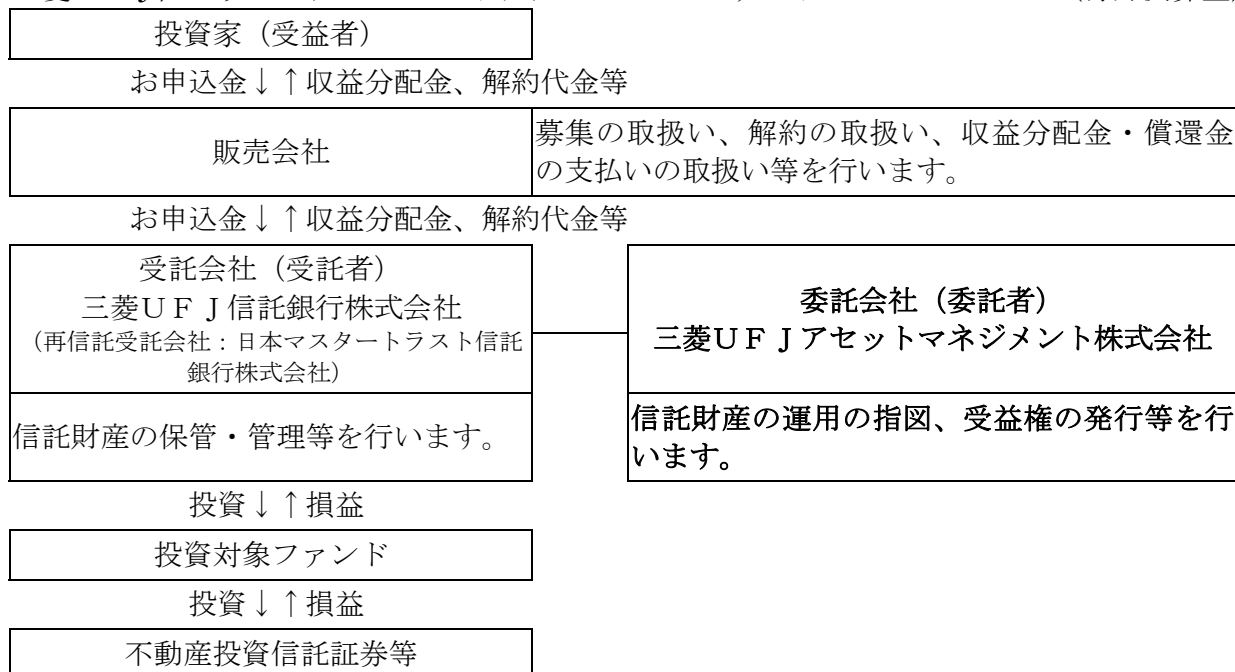 投資家（受益者）
お申込金↓↑収益分配金、解約代金等
販売会社
募集の取扱い、解約の取扱い、収益分配金・償還金
の支払いの取扱い等を行います。
お申込金↓↑収益分配金、解約代金等
受託会社（受託者）
三菱ＵＦＪ信託銀行株式会社
（再信託受託会社：日本マスタートラスト信託
銀行株式会社）
委託会社（委託者）
三菱ＵＦＪアセットマネジメント株式会社
信託財産の保管・管理等を行います。
信託財産の運用の指図、受益権の発行等を行
います。
投資↓↑損益
投資対象ファンド
投資↓↑損益
不動産投資信託証券等